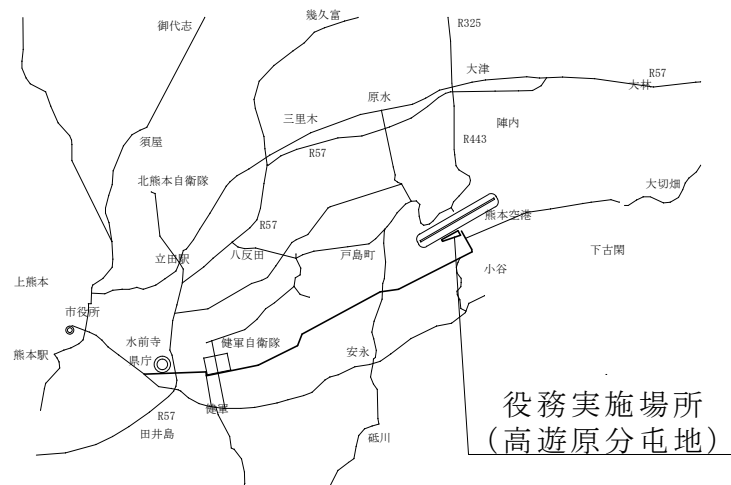 幾久富
御代志
R325
大津
R57
大林
原水
三里木
陣内
須屋
R57
R443
北熊本自衛隊
大切畑
熊本空港
R57
立田駅
八反田
戸島町
下古閑
小谷
上熊本
市役所
水前寺
健軍自衛隊
熊本駅
県庁
安永
健軍
R57
田井島
砥川
役務実施場所
(高遊原分屯地)